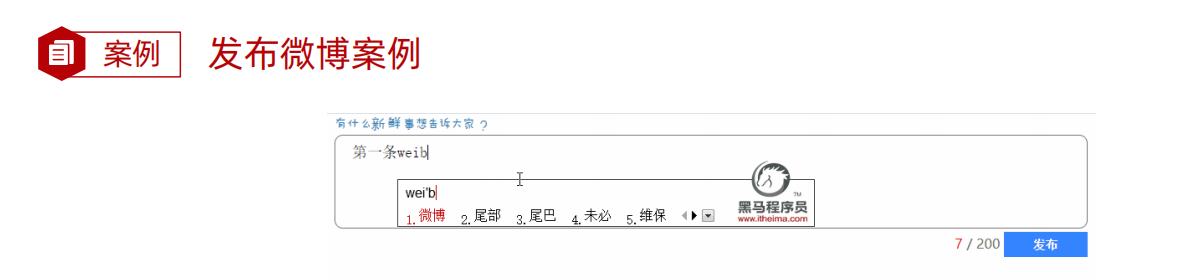 案例 发布微博案例
有什么新鲜事想告诉大家?
第一条weib
wei'b
1.微博 2.尾部 3.尾巴 4.未必 5.维保
TM
黑马程序员
www.itheima.com
7 / 200 发布